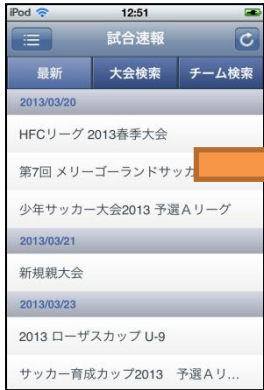 iPod 12:51
試合速報
最新 大会検索 チーム検索
2013/03/20
HFCリーグ 2013春季大会
第7回 メリーゴーランドサッカ
少年サッカー大会2013 予選Aリーグ
2013/03/21
新規親大会
2013/03/23
2013 ローザスカップ U-9
サッカー育成カップ2013 予選Aリ...